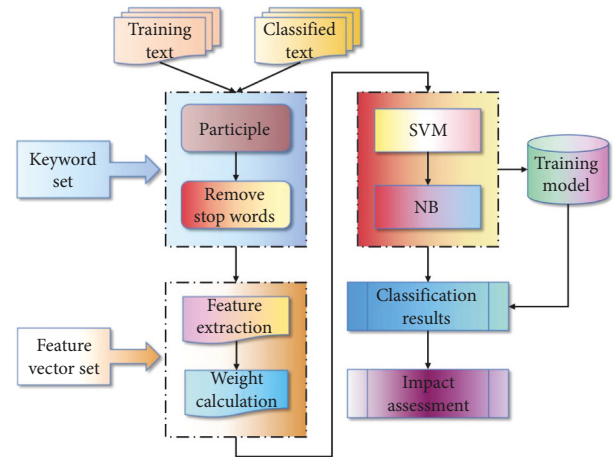 Training
text
Classified
text
Keyword
set
Participle
Remove
stop words
Feature
vector set
Feature
extraction
Weight
calculation
SVM
NB
Training
model
Classification
results
Impact
assessment